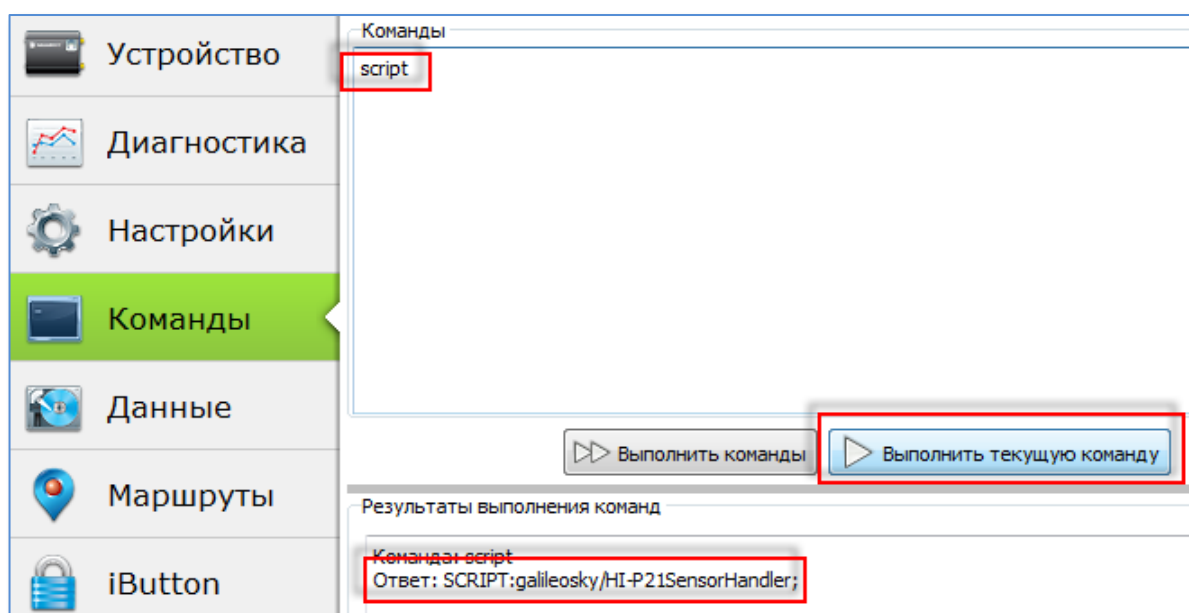 Устройство
Диагностика
Настройки
Команды
Данные
Маршруты
iButton
Команды
script
Выполнить команды
Выполнить текущую команду
Результаты выполнения команд
Команда: script
Ответ: SCRIPT:galileosky/HI-P21SensorHandler;